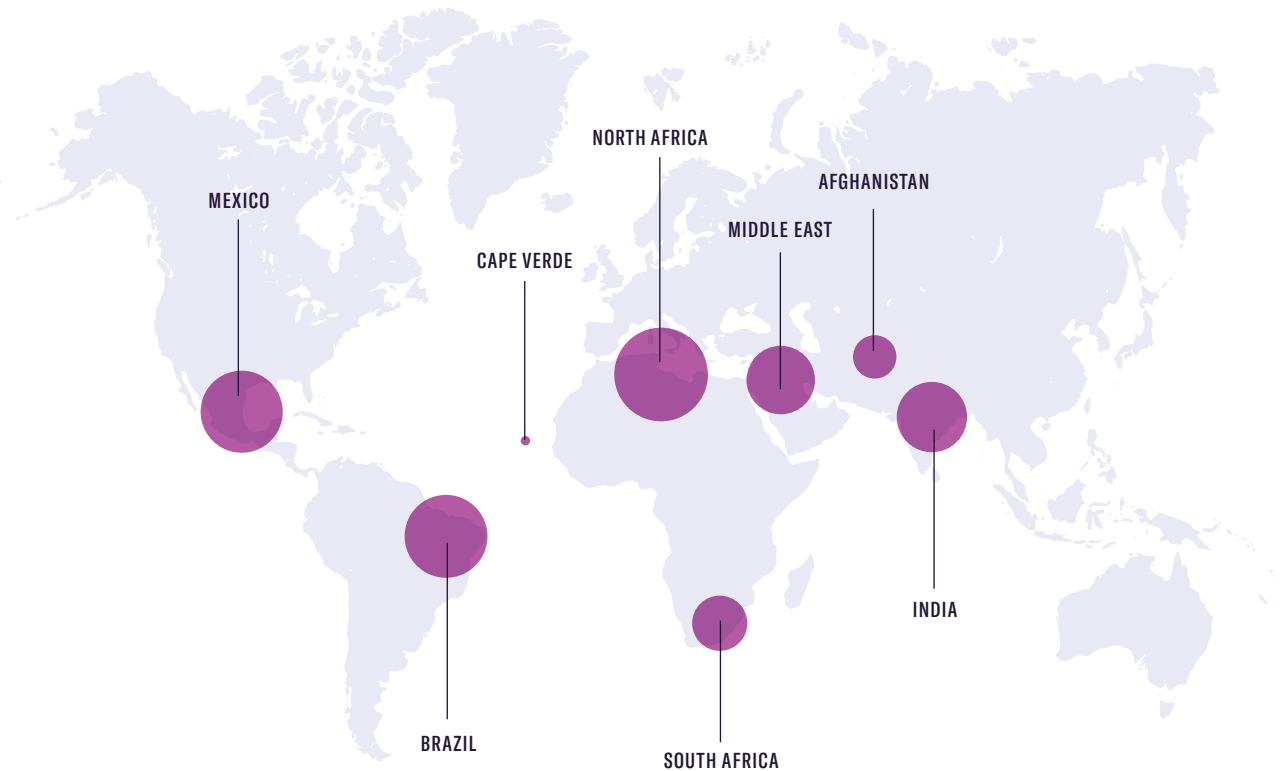 NORTH AFRICA
AFGHANISTAN
MEXICO
MIDDLE EAST
CAPE VERDE
INDIA
BRAZIL
SOUTH AFRICA